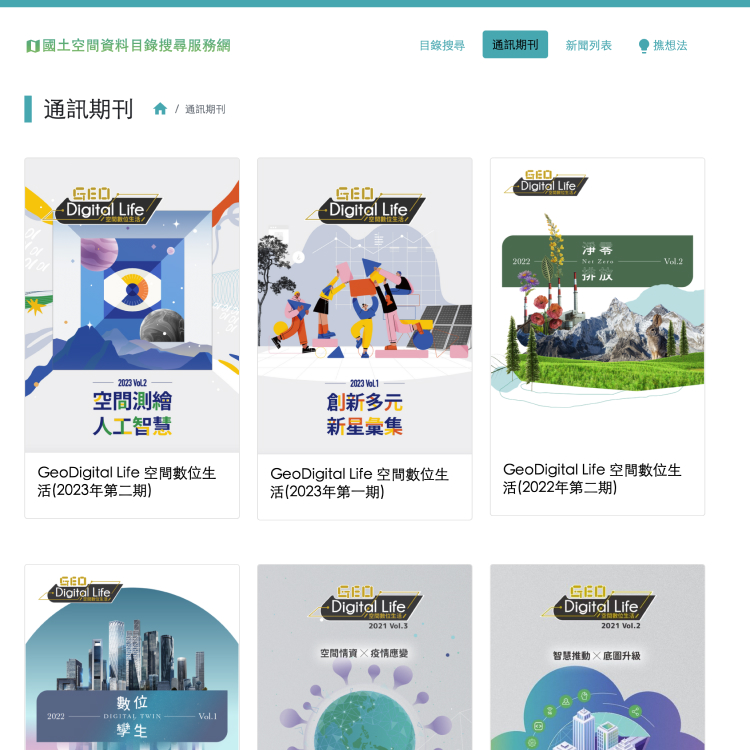 國土空間資料目錄搜尋服務網
目錄搜尋
通訊期刊
新聞列表
撨想法
通訊期刊
/ 通訊期刊
GEO
Digital Life
空間數位生活
2023 Vol.2
空間測繪
人工智慧
GeoDigital Life 空間數位生
活(2023年第二期)
GEO
Digital Life
空間數位生活
2023 Vol.1
創新多元
新星彙集
GeoDigital Life 空間數位生
活(2023年第一期)
GEO
Digital Life
空間數位生活
淨零
2022
Net Zero
Vol.2
排放
GeoDigital Life 空間數位生
活(2022年第二期)
GEO
Digital Life
空間數位生活
數位
2022
DIGITAL TWIN
Vol.1
孿生
GEO
Digital Life
空間數位生活
2021 Vol.3
空間情資╳疫情應變
GEO
Digital Life
空間數位生活
2021 Vol.2
智慧推動╳底圖升級